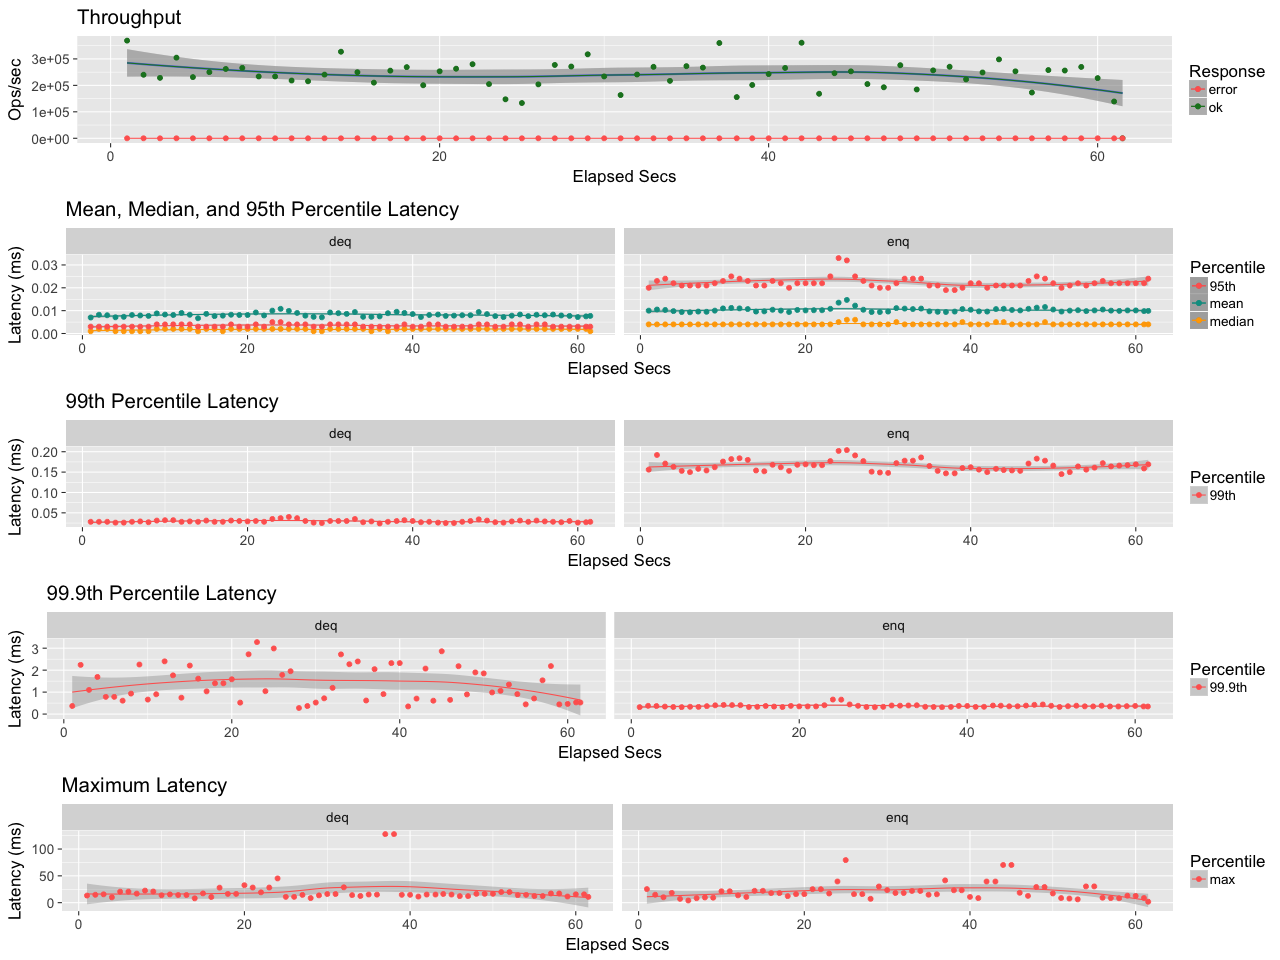 Throughput
Ops/sec
3e+05
2e+05
1e+05
0e+00
0 20 40 60
Elapsed Secs
Response
error
ok
Mean, Median, and 95th Percentile Latency
deq enq
Latency (ms)
0.03
0.02
0.01
0.00
0 20 40 60 0 20 40 60
Elapsed Secs
Percentile
95th
mean
median
99th Percentile Latency
deq enq
Latency (ms)
0.20
0.15
0.10
0.05
0 20 40 60 0 20 40 60
Elapsed Secs
Percentile
99th
99.9th Percentile Latency
deq enq
Latency (ms)
3
2
1
0
0 20 40 60 0 20 40 60
Elapsed Secs
Percentile
99.9th
Maximum Latency
deq enq
Latency (ms)
100
50
0
0 20 40 60 0 20 40 60
Elapsed Secs
Percentile
max